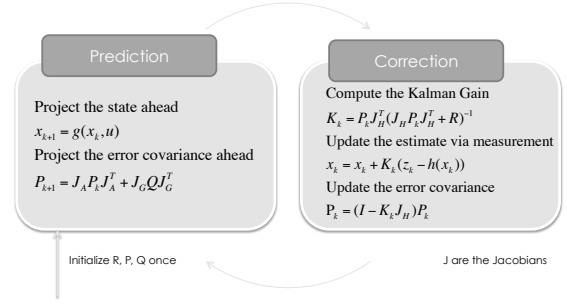 Prediction
Project the state ahead
x_{k+1} = g(x_k, u)
Project the error covariance ahead
P_{k+1} = J_A P_k J_A^T + J_G Q J_G^T
Initialize R, P, Q once
Correction
Compute the Kalman Gain
K_k = P_k J_H^T (J_H P_k J_H^T + R)^{-1}
Update the estimate via measurement
x_k = x_k + K_k (z_k - h(x_k))
Update the error covariance
P_k = (I - K_k J_H) P_k
J are the Jacobians